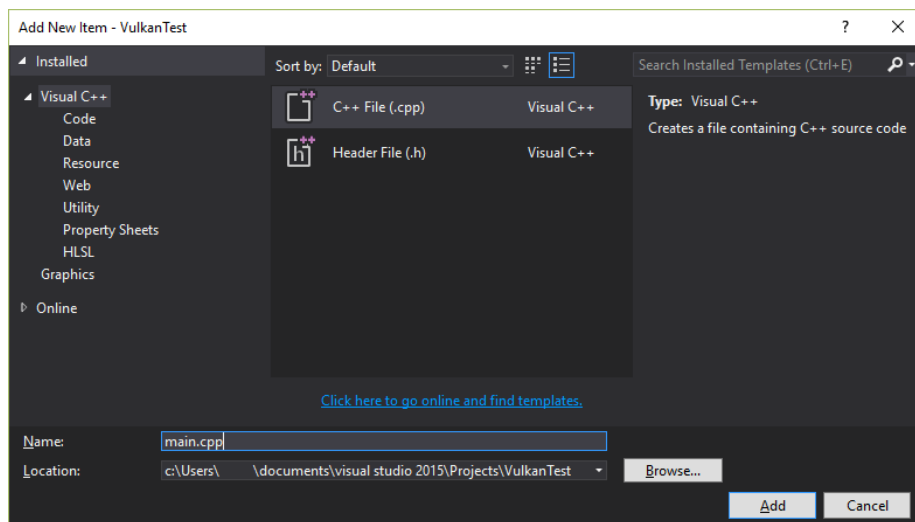 Add New Item - VulkanTest
? 
Installed
Sort by: Default
Search Installed Templates (Ctrl+E)
Visual C++
Code
Data
Resource
Web
Utility
Property Sheets
HLSL
Graphics
Online
C++ File (.cpp) Visual C++
Header File (.h) Visual C++
Type: Visual C++
Creates a file containing C++ source code
Click here to go online and find templates.
Name: main.cpp
Location: c:\Users\ \documents\visual studio 2015\Projects\VulkanTest
Browse...
Add
Cancel